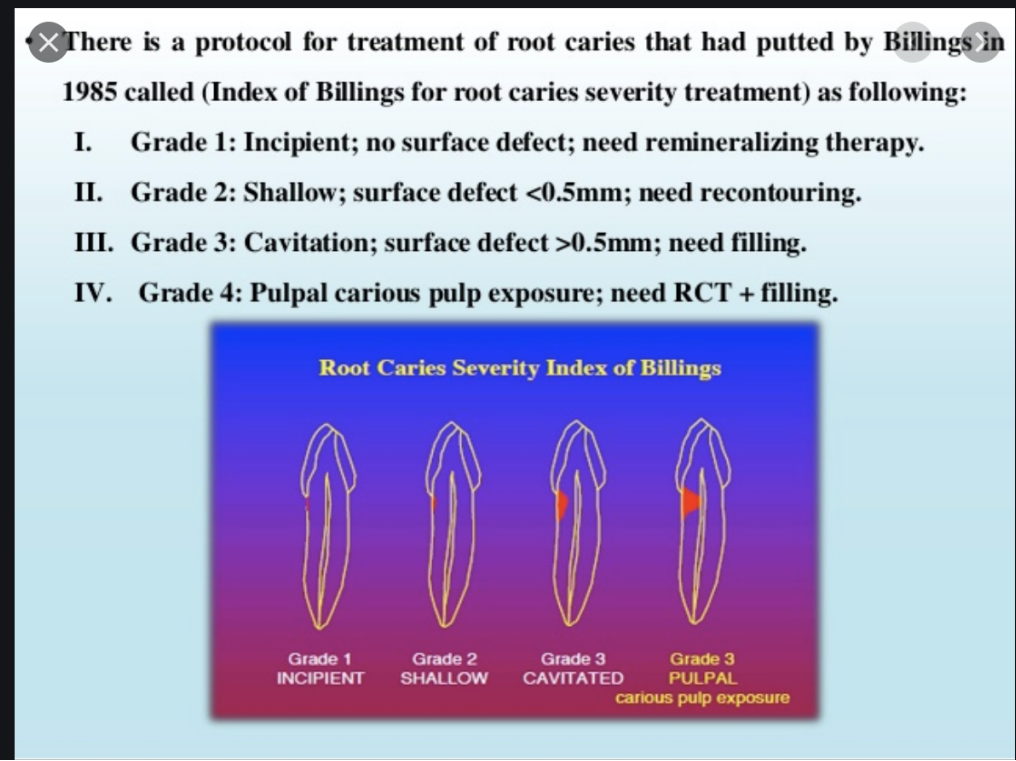 There is a protocol for treatment of root caries that had putted by Billings in
1985 called (Index of Billings for root caries severity treatment) as following:
I. Grade 1: Incipient; no surface defect; need remineralizing therapy.
II. Grade 2: Shallow; surface defect <0.5mm; need recontouring.
III. Grade 3: Cavitation; surface defect >0.5mm; need filling.
IV. Grade 4: Pulpal carious pulp exposure; need RCT + filling.
Root Caries Severity Index of Billings
Grade 1 Grade 2 Grade 3 Grade 3
INCIPIENT SHALLOW CAVITATED PULPAL
carious pulp exposure